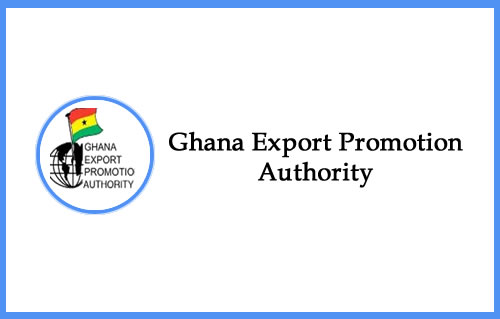 GHANA
EXPORT
PROMOTIO
AUTHORITY
Ghana Export Promotion
Authority